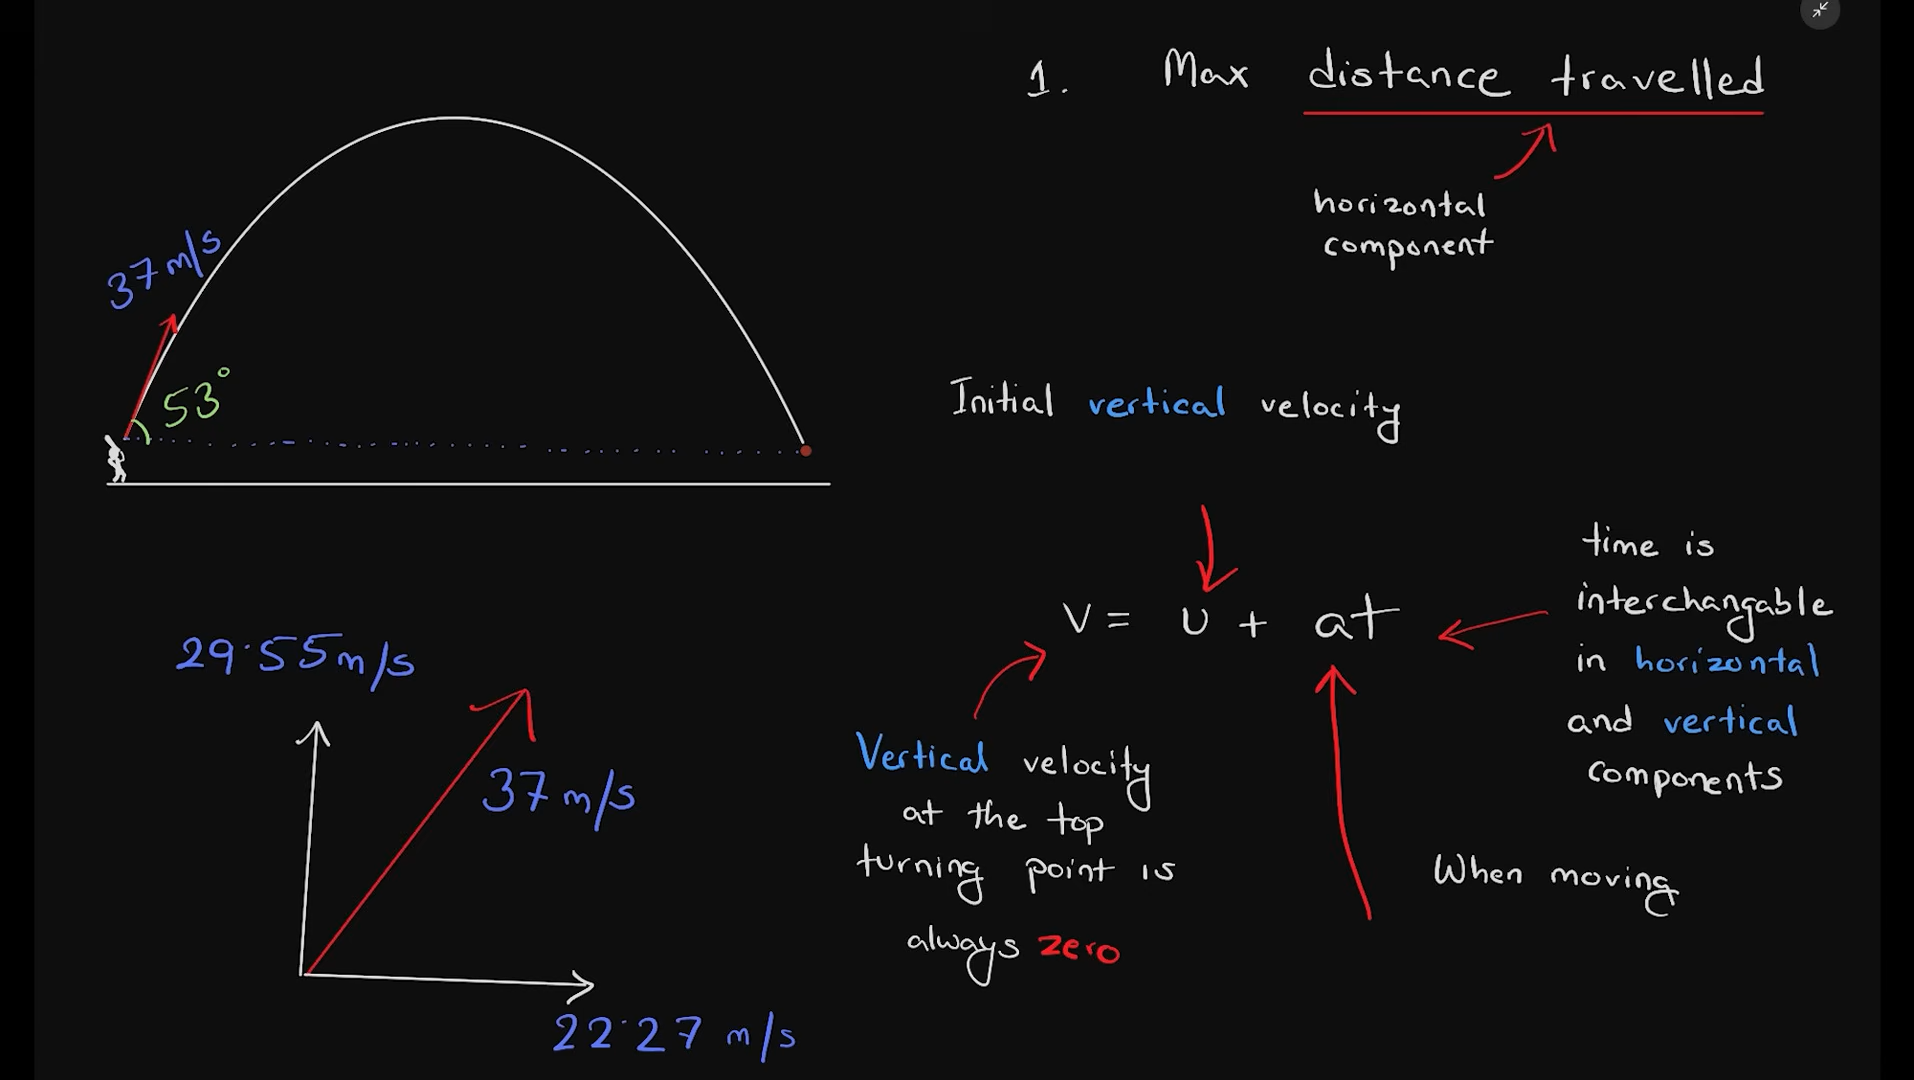 1. Max distance travelled
horizontal
component
37 m/s
53°
Initial vertical velocity
v = u + at
time is
interchangable
in horizontal
and vertical
components
Vertical velocity
at the top
turning point is
always zero
When moving
29·55 m/s
37 m/s
22·27 m/s